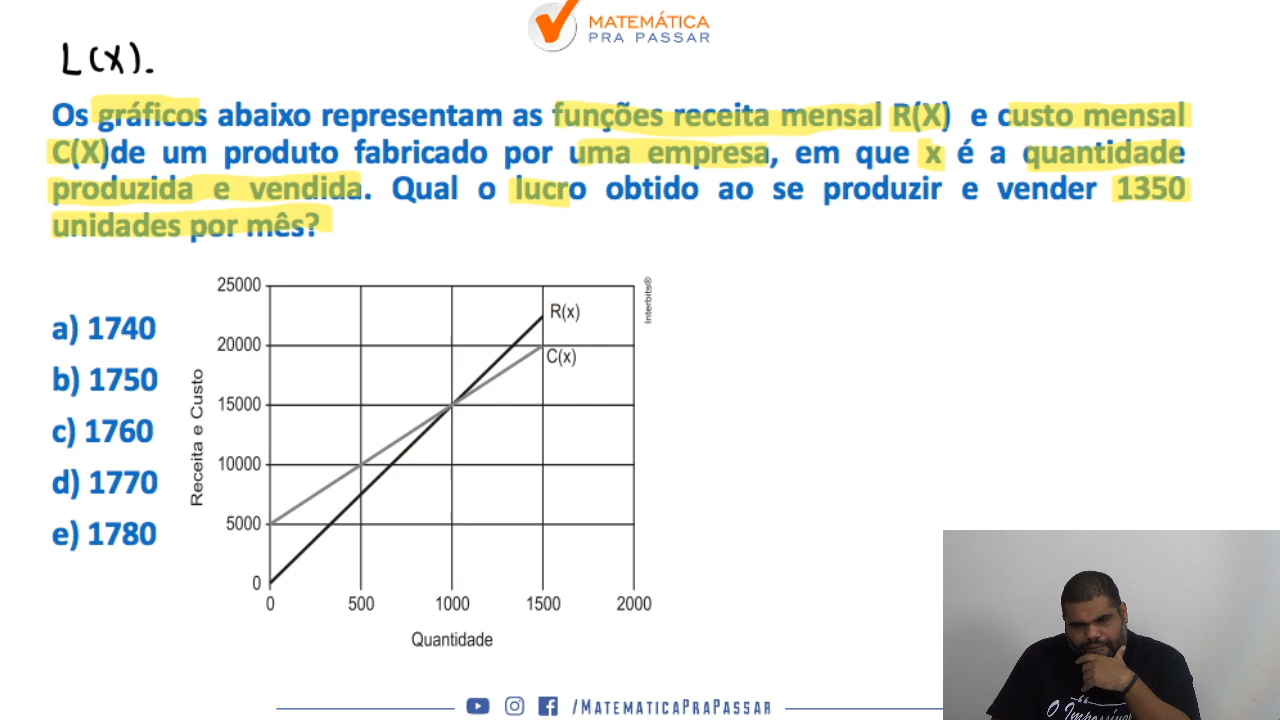 MATEMÁTICA
PRA PASSAR
L(X).
Os gráficos abaixo representam as funções receita mensal R(X) e custo mensal
C(X)de um produto fabricado por uma empresa, em que x é a quantidade
produzida e vendida. Qual o lucro obtido ao se produzir e vender 1350
unidades por mês?
a) 1740
b) 1750
c) 1760
d) 1770
e) 1780
Receita e Custo
25000
20000
15000
10000
5000
0
R(x)
C(x)
Interbits®
0 500 1000 1500 2000
Quantidade
/MATEMATICAPRAPASSAR